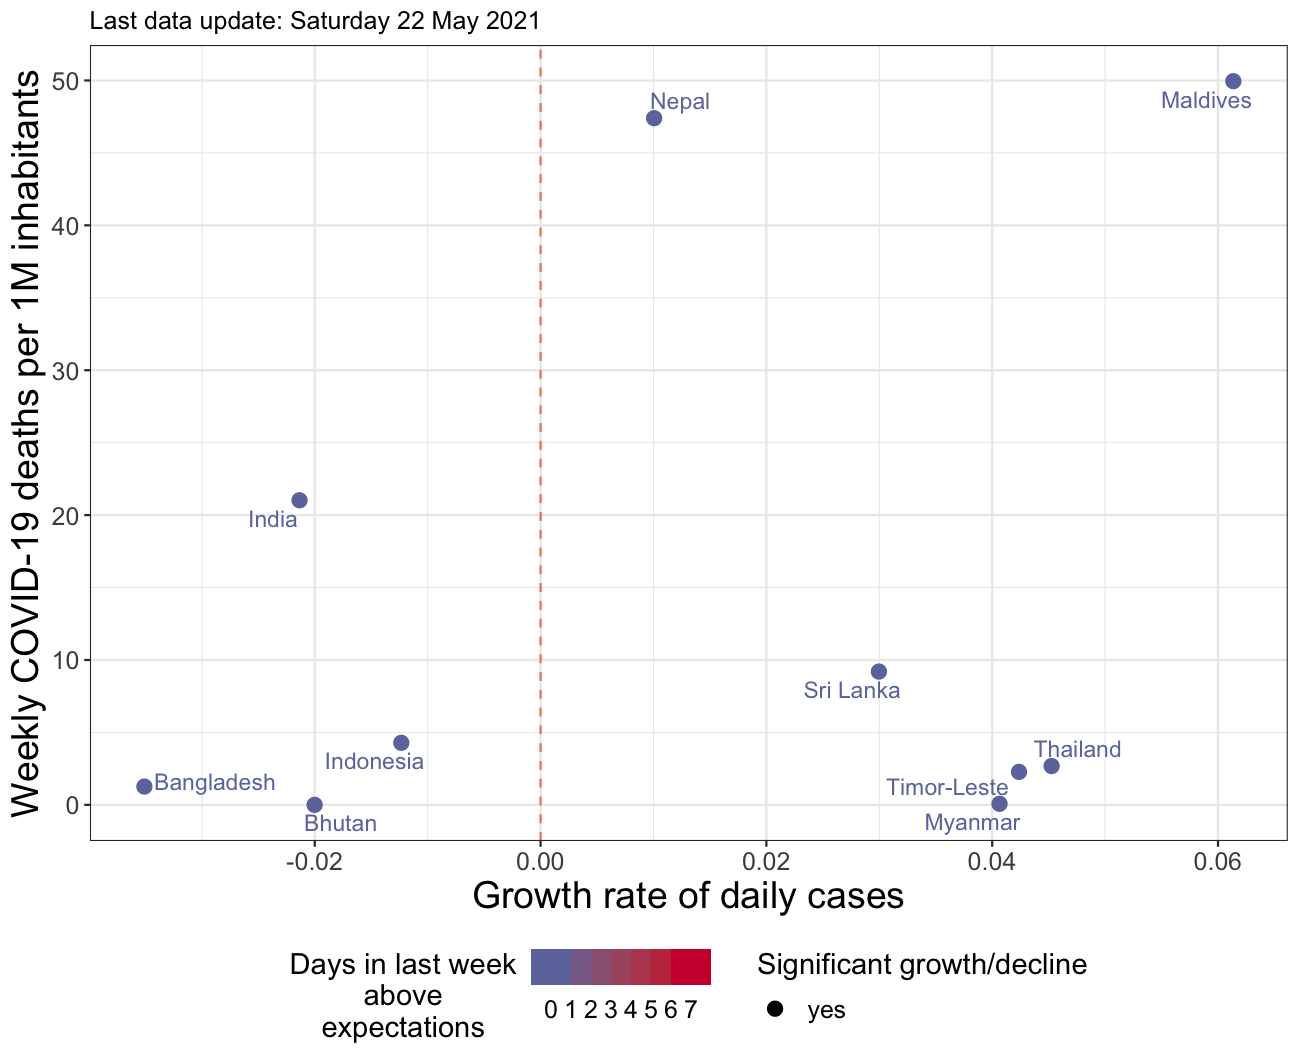 Last data update: Saturday 22 May 2021
Weekly COVID-19 deaths per 1M inhabitants
50
40
30
20
10
0
Nepal
Maldives
India
Sri Lanka
Indonesia
Thailand
Bangladesh
Timor-Leste
Bhutan
Myanmar
-0.02 0.00 0.02 0.04 0.06
Growth rate of daily cases
Days in last week
above
expectations
0 1 2 3 4 5 6 7
Significant growth/decline
yes